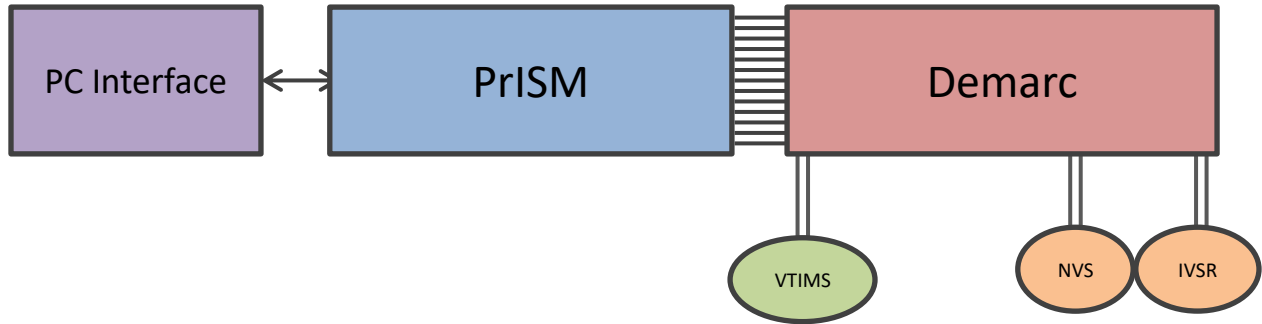 PC Interface
PrISM
Demarc
VTIMS
NVS
IVSR